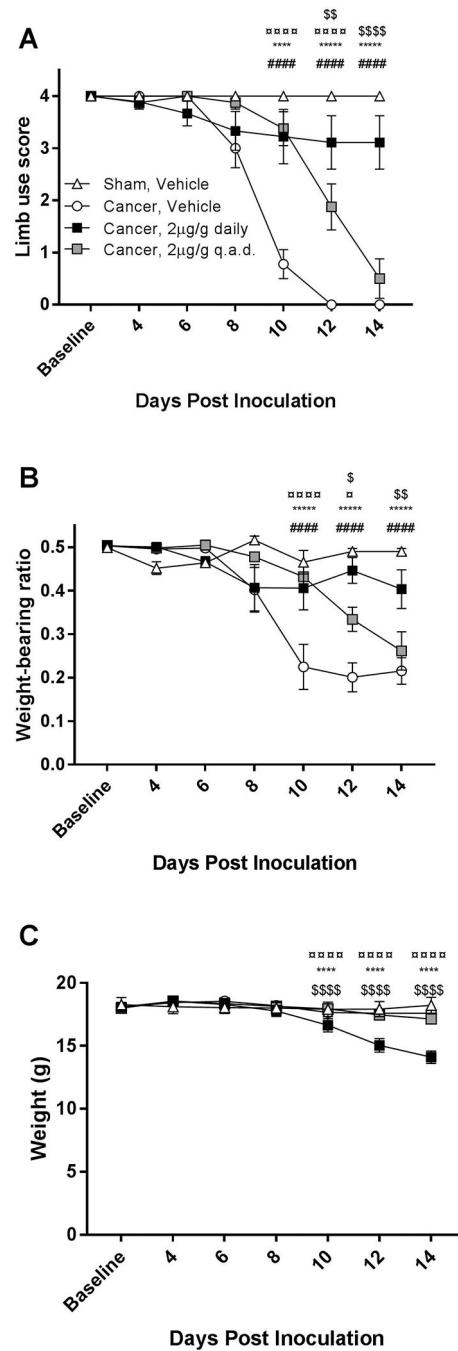 A
$$
¤¤¤¤ ¤¤¤¤ $$$$
**** ***** *****
#### #### ####
4
3
2
1
0
Limb use score
Sham, Vehicle
Cancer, Vehicle
Cancer, 2µg/g daily
Cancer, 2µg/g q.a.d.
Baseline 4 6 8 10 12 14
Days Post Inoculation
B
$
¤¤¤¤ ¤ $$
***** ***** *****
#### #### ####
0.5
0.4
0.3
0.2
0.1
0.0
Weight-bearing ratio
Baseline 4 6 8 10 12 14
Days Post Inoculation
C
¤¤¤¤ ¤¤¤¤ ¤¤¤¤
**** **** ****
$$$$ $$$$ $$$$
20
15
10
5
0
Weight (g)
Baseline 4 6 8 10 12 14
Days Post Inoculation